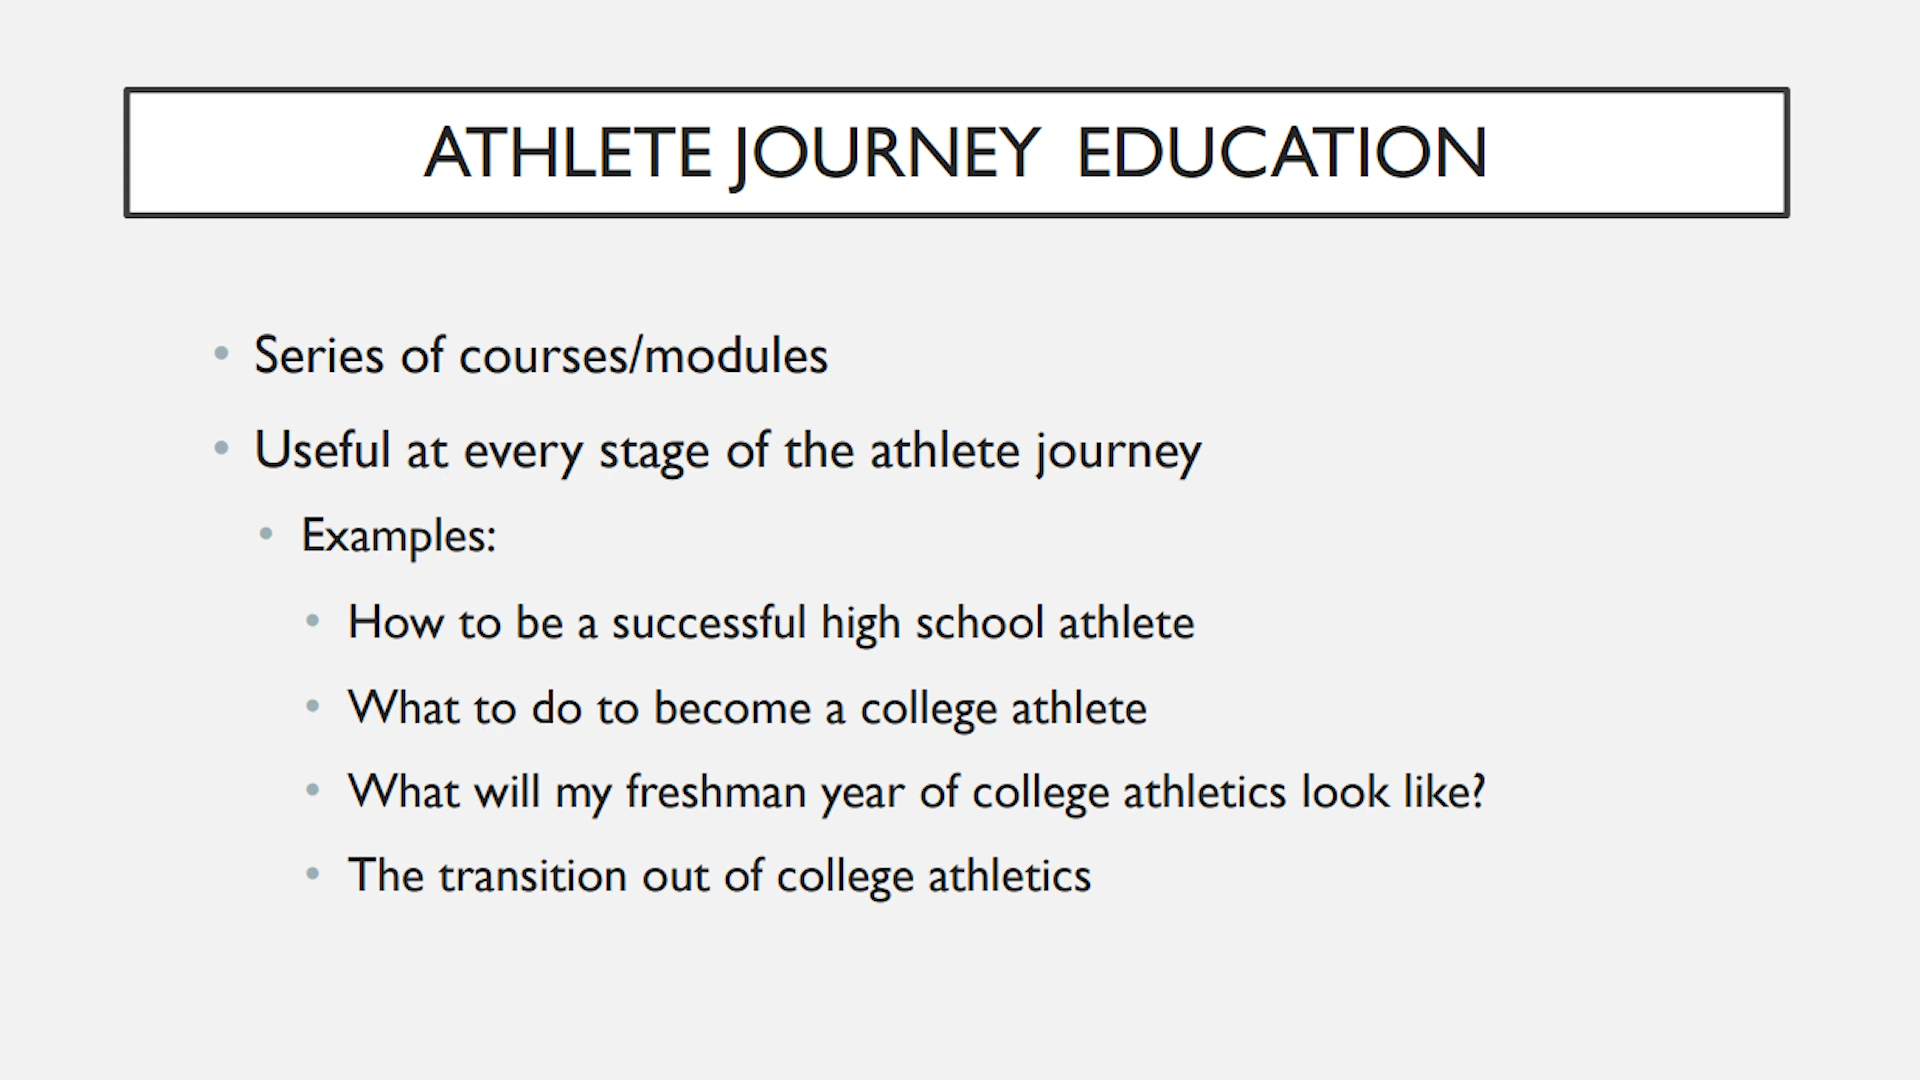 ATHLETE JOURNEY  EDUCATION
• Series of courses/modules
• Useful at every stage of the athlete journey
• Examples:
• How to be a successful high school athlete
• What to do to become a college athlete
• What will my freshman year of college athletics look like?
• The transition out of college athletics